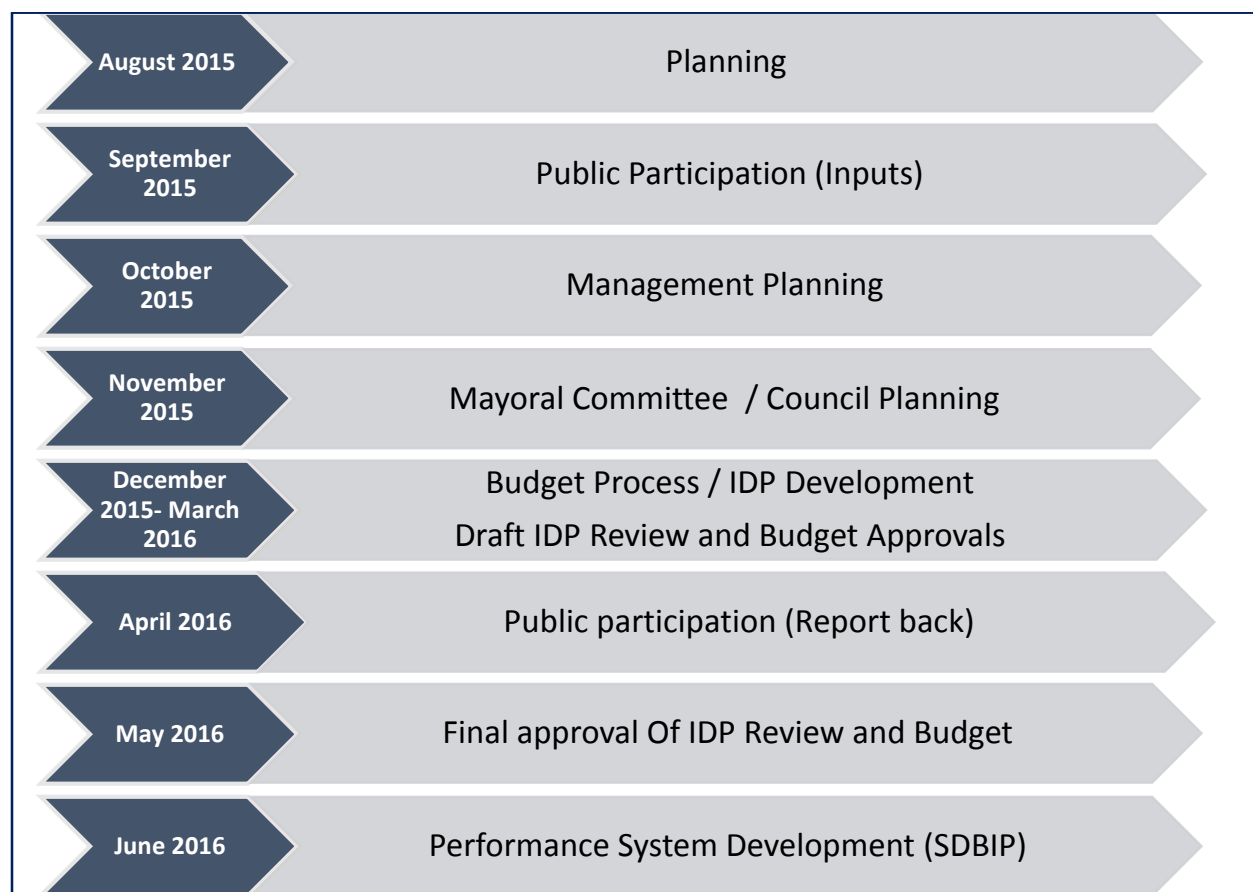 August 2015
Planning
September
2015
Public Participation (Inputs)
October
2015
Management Planning
November
2015
Mayoral Committee / Council Planning
December
2015- March
2016
Budget Process / IDP Development
Draft IDP Review and Budget Approvals
April 2016
Public participation (Report back)
May 2016
Final approval Of IDP Review and Budget
June 2016
Performance System Development (SDBIP)